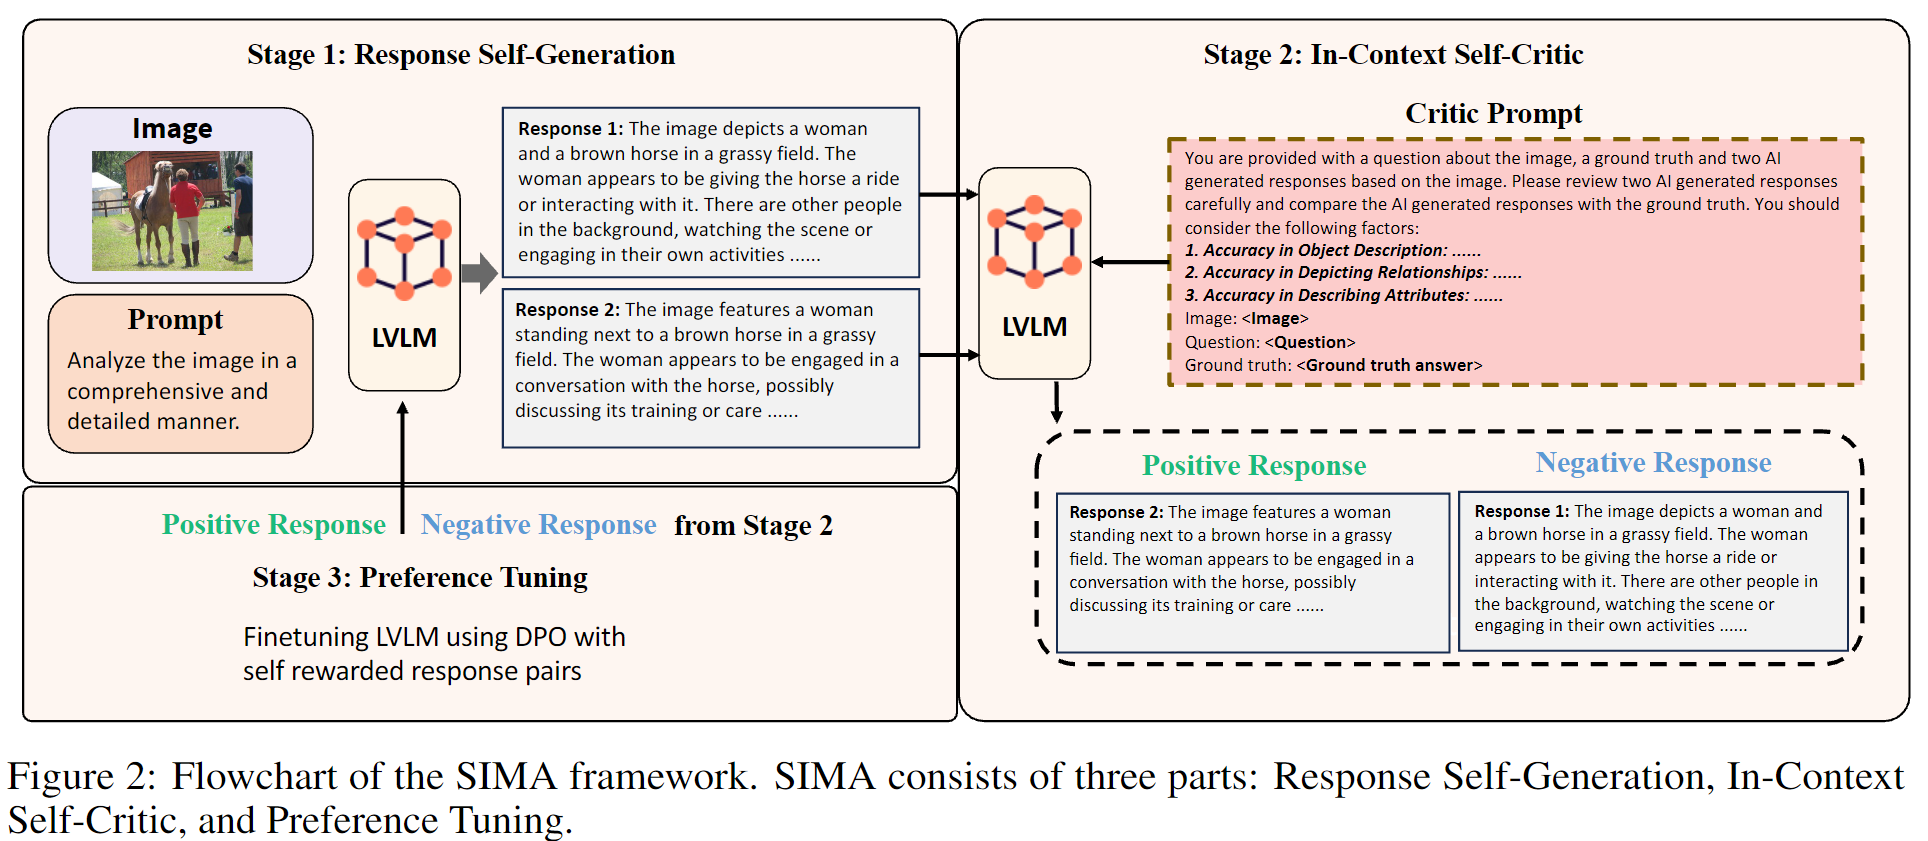 Stage 1: Response Self-Generation
Image
Prompt
Analyze the image in a
comprehensive and
detailed manner.
LVLM
Response 1: The image depicts a woman
and a brown horse in a grassy field. The
woman appears to be giving the horse a ride
or interacting with it. There are other people
in the background, watching the scene or
engaging in their own activities ......
Response 2: The image features a woman
standing next to a brown horse in a grassy
field. The woman appears to be engaged in a
conversation with the horse, possibly
discussing its training or care ......
Stage 2: In-Context Self-Critic
LVLM
Critic Prompt
You are provided with a question about the image, a ground truth and two AI
generated responses based on the image. Please review two AI generated responses
carefully and compare the AI generated responses with the ground truth. You should
consider the following factors:
1. Accuracy in Object Description: ......
2. Accuracy in Depicting Relationships: ......
3. Accuracy in Describing Attributes: ......
Image: <Image>
Question: <Question>
Ground truth: <Ground truth answer>
Positive Response
Response 2: The image features a woman
standing next to a brown horse in a grassy
field. The woman appears to be engaged in a
conversation with the horse, possibly
discussing its training or care ......
Negative Response
Response 1: The image depicts a woman and
a brown horse in a grassy field. The woman
appears to be giving the horse a ride or
interacting with it. There are other people in
the background, watching the scene or
engaging in their own activities ......
Positive Response Negative Response from Stage 2
Stage 3: Preference Tuning
Finetuning LVLM using DPO with
self rewarded response pairs
Figure 2: Flowchart of the SIMA framework. SIMA consists of three parts: Response Self-Generation, In-Context
Self-Critic, and Preference Tuning.